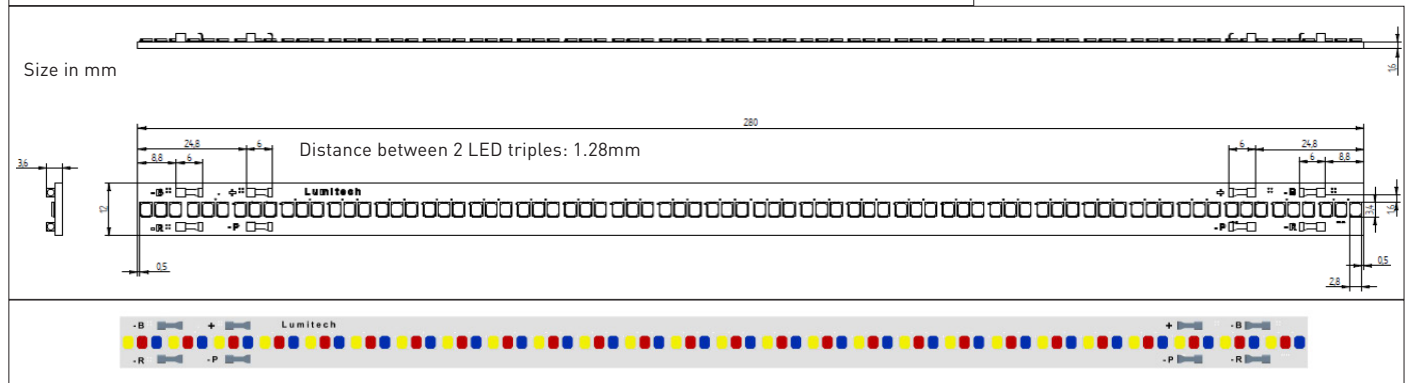 Size in mm
1,6
280
24,8
24,8
3,6
8,8
6
6
Distance between 2 LED triples: 1.28mm
6
6
8,8
-B
+
Lumitech
+
-B
12
3,4
1,6
-R
-P
-P
-R
0,5
0,5
2,8
-B
+
Lumitech
+
-B
-R
-P
-P
-R